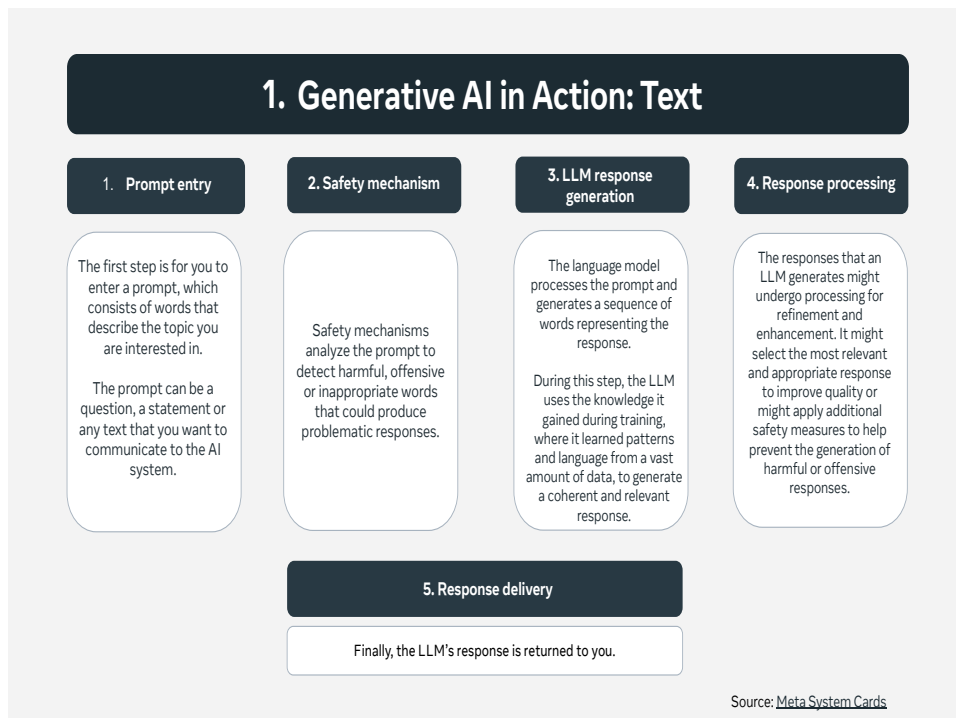 1. Generative AI in Action: Text
1. Prompt entry
The first step is for you to
enter a prompt, which
consists of words that
describe the topic you
are interested in.
The prompt can be a
question, a statement or
any text that you want to
communicate to the AI
system.
2. Safety mechanism
Safety mechanisms
analyze the prompt to
detect harmful, offensive
or inappropriate words
that could produce
problematic responses.
3. LLM response
generation
The language model
processes the prompt and
generates a sequence of
words representing the
response.
During this step, the LLM
uses the knowledge it
gained during training,
where it learned patterns
and language from a vast
amount of data, to generate
a coherent and relevant
response.
4. Response processing
The responses that an
LLM generates might
undergo processing for
refinement and
enhancement. It might
select the most relevant
and appropriate response
to improve quality or
might apply additional
safety measures to help
prevent the generation of
harmful or offensive
responses.
5. Response delivery
Finally, the LLM’s response is returned to you.
Source: Meta System Cards